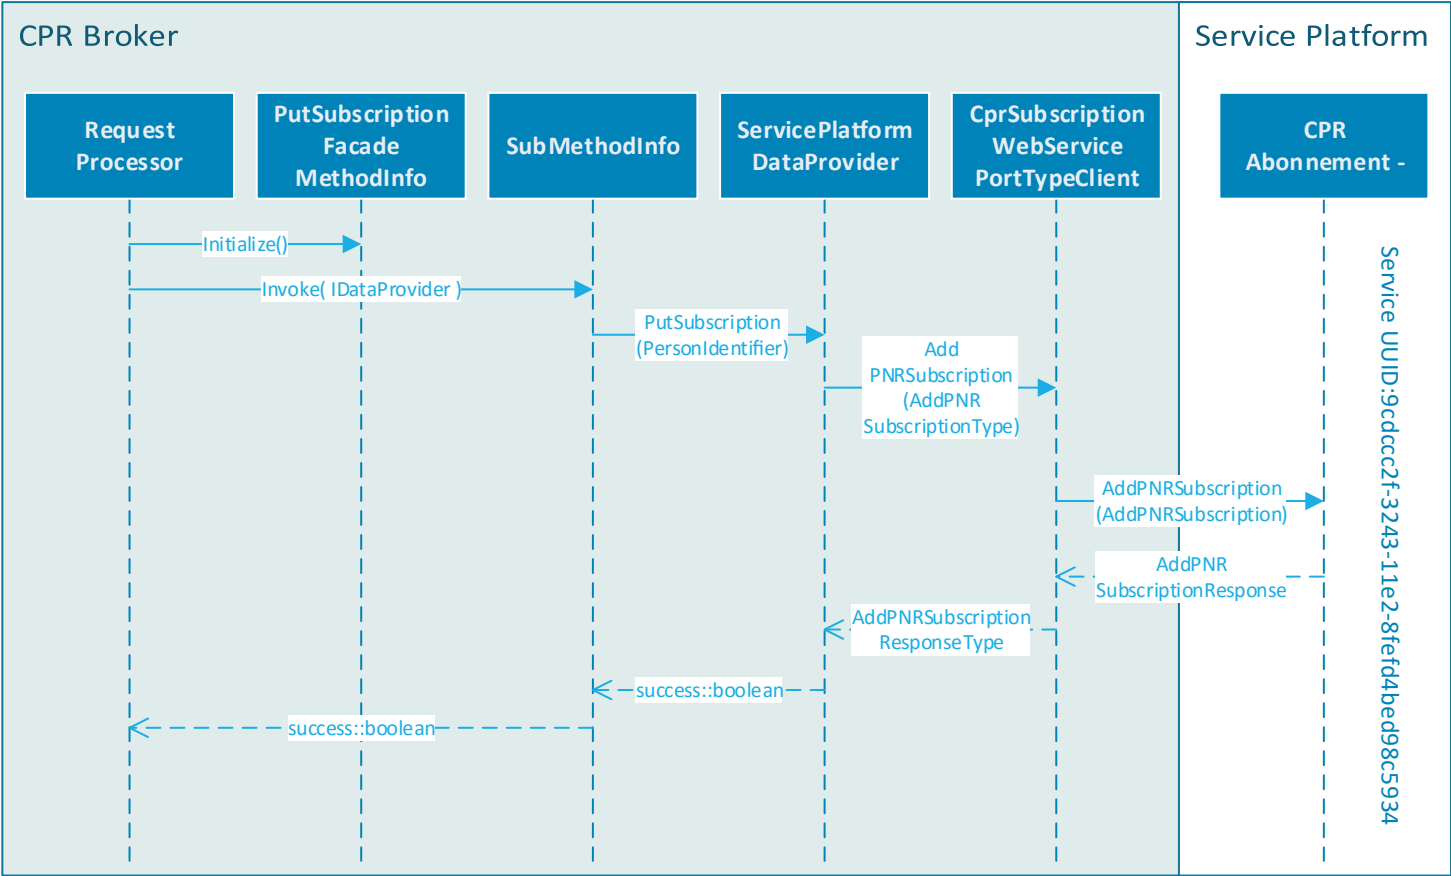 CPR Broker
Service Platform
Request
Processor
PutSubscription
Facade
MethodInfo
SubMethodInfo
ServicePlatform
DataProvider
CprSubscription
WebService
PortTypeClient
CPR
Abonnement -
Initialize()
Invoke( IDataProvider )
PutSubscription
(PersonIdentifier)
Add
PNRSubscription
(AddPNR
SubscriptionType)
AddPNRSubscription
(AddPNRSubscription)
AddPNR
SubscriptionResponse
AddPNRSubscription
ResponseType
success::boolean
success::boolean
Service UUID:9cdccc2f-3243-11e2-8fefd4bed98c5934